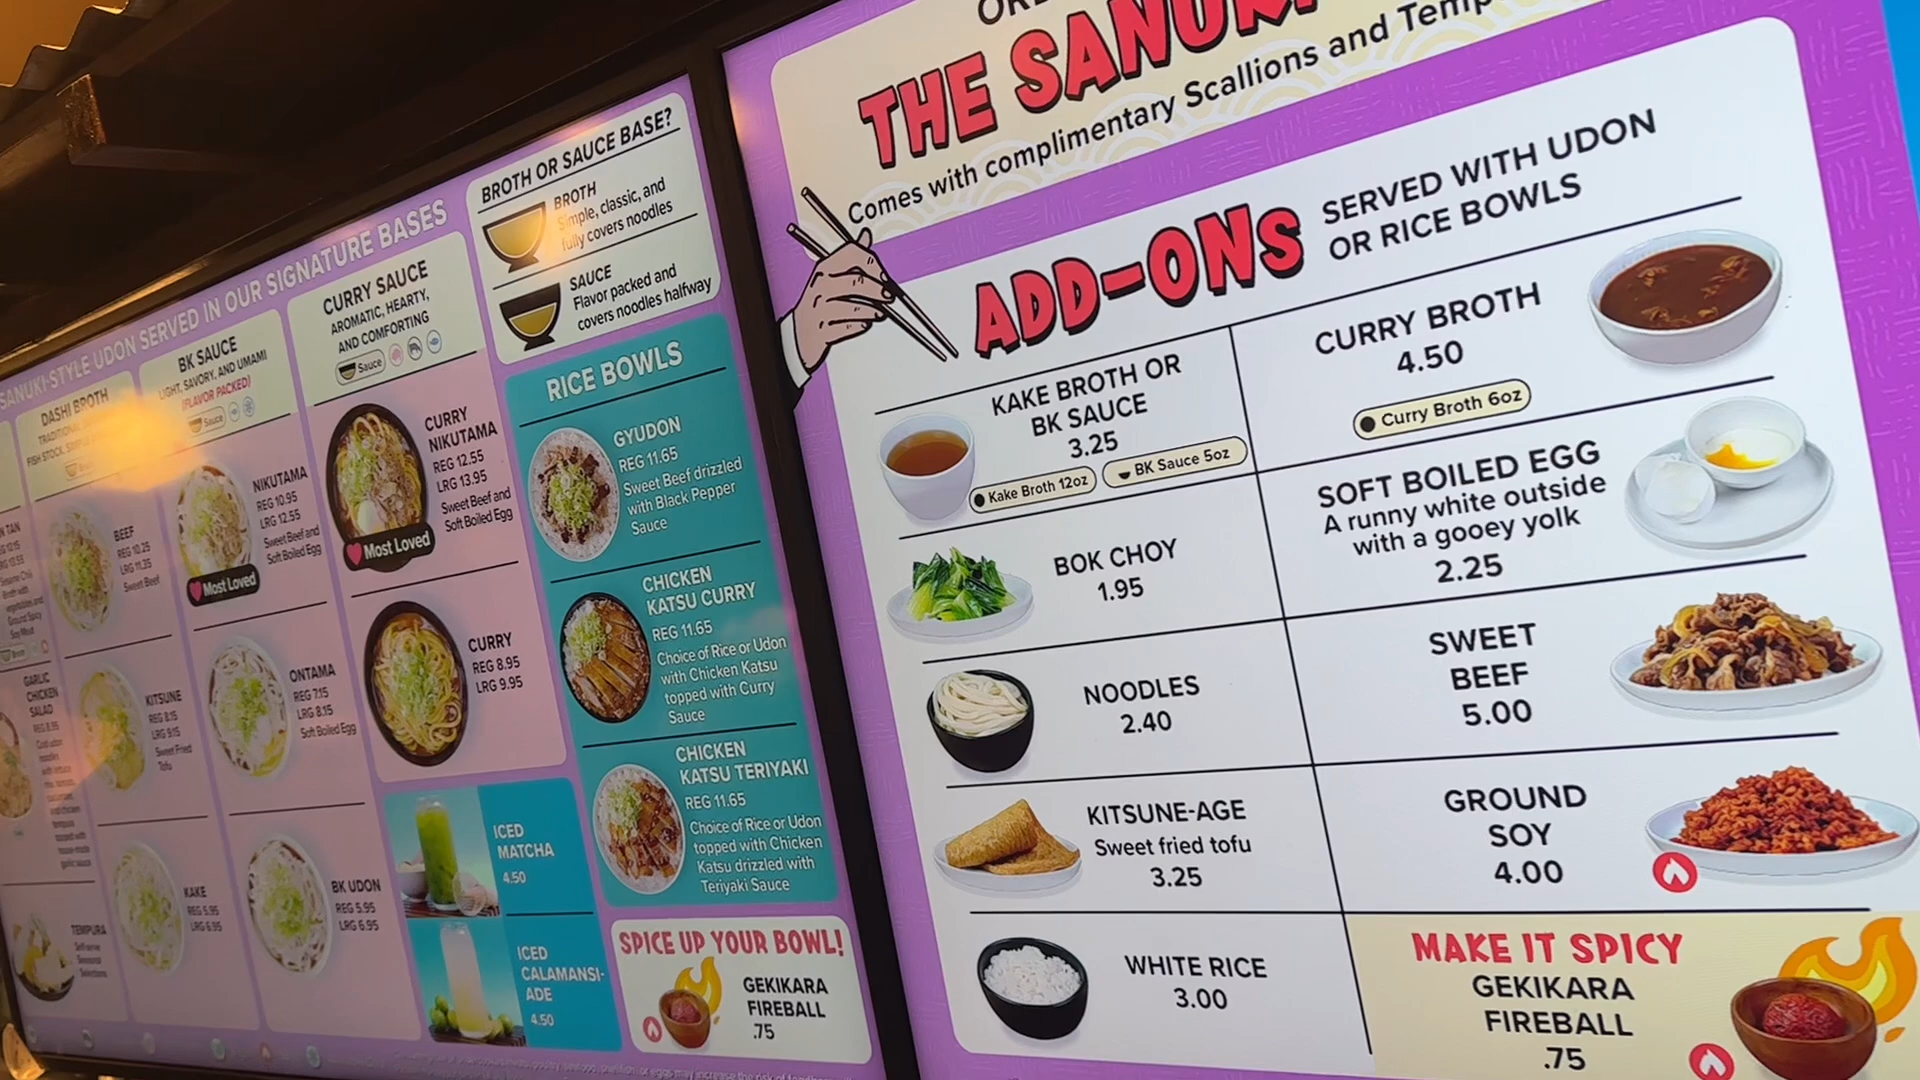 SANUKI-STYLE UDON SERVED IN OUR SIGNATURE BASES
DASHI BROTH
FISH STOCK,
BK SAUCE
LIGHT, SAVORY, AND UMAMI
(FLAVOR PACKED)
Sauce
CURRY SAUCE
AROMATIC, HEARTY,
AND COMFORTING
Sauce
BROTH OR SAUCE BASE?
BROTH
Simple, classic, and
fully covers noodles
SAUCE
Flavor packed and
covers noodles halfway
BEEF
REG 10.25
LRG 11.35
Sweet Beef
KITSUNE
REG 8.15
LRG 9.15
Sweet Fried
Tofu
KAKE
REG 5.95
LRG 6.95
NIKUTAMA
REG 10.95
LRG 12.55
Sweet Beef and
Soft Boiled Egg
Most Loved
ONTAMA
REG 7.15
LRG 8.15
Soft Boiled Egg
BK UDON
REG 5.95
LRG 6.95
CURRY
NIKUTAMA
REG 12.55
LRG 13.95
Sweet Beef and
Soft Boiled Egg
Most Loved
CURRY
REG 8.95
LRG 9.95
GARLIC
CHICKEN
SALAD
TEMPURA
ICED
MATCHA
4.50
ICED
CALAMANSI-
ADE
4.50
RICE BOWLS
GYUDON
REG 11.65
Sweet Beef drizzled
with Black Pepper
Sauce
CHICKEN
KATSU CURRY
REG 11.65
Choice of Rice or Udon
with Chicken Katsu
topped with Curry
Sauce
CHICKEN
KATSU TERIYAKI
REG 11.65
Choice of Rice or Udon
topped with Chicken
Katsu drizzled with
Teriyaki Sauce
SPICE UP YOUR BOWL!
GEKIKARA
FIREBALL
.75
THE SANUKI
Comes with complimentary Scallions and Temp
ADD-ONs
SERVED WITH UDON
OR RICE BOWLS
KAKE BROTH OR
BK SAUCE
3.25
Kake Broth 12oz
BK Sauce 5oz
CURRY BROTH
4.50
Curry Broth 6oz
BOK CHOY
1.95
SOFT BOILED EGG
A runny white outside
with a gooey yolk
2.25
NOODLES
2.40
SWEET
BEEF
5.00
KITSUNE-AGE
Sweet fried tofu
3.25
GROUND
SOY
4.00
WHITE RICE
3.00
MAKE IT SPICY
GEKIKARA
FIREBALL
.75